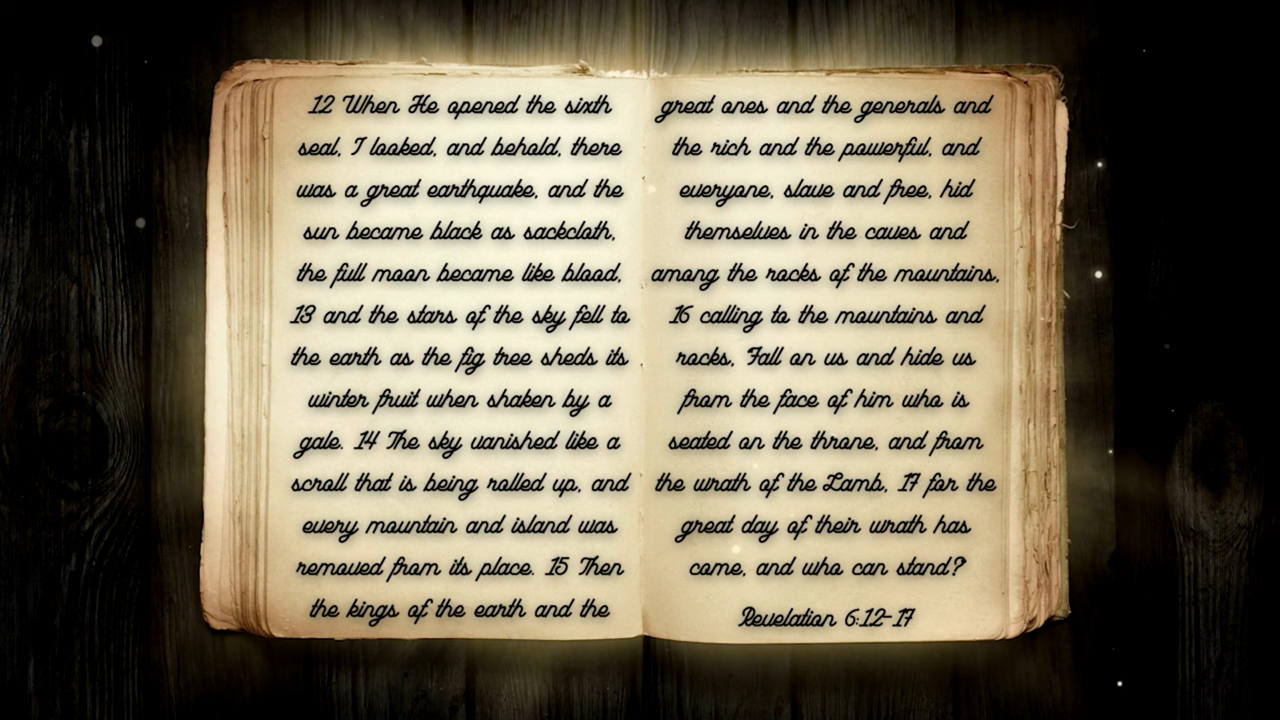 12 When He opened the sixth
seal, I looked, and behold, there
was a great earthquake, and the
sun became black as sackcloth,
the full moon became like blood,
13 and the stars of the sky fell to
the earth as the fig tree sheds its
winter fruit when shaken by a
gale. 14 The sky vanished like a
scroll that is being rolled up, and
every mountain and island was
removed from its place. 15 Then
the kings of the earth and the
great ones and the generals and
the rich and the powerful, and
everyone, slave and free, hid
themselves in the caves and
among the rocks of the mountains,
16 calling to the mountains and
rocks, Fall on us and hide us
from the face of him who is
seated on the throne, and from
the wrath of the Lamb, 17 for the
great day of their wrath has
come, and who can stand?
Revelation 6:12-17